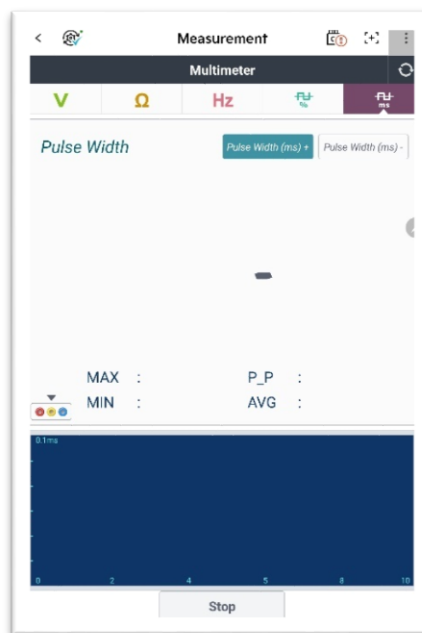 Measurement
Multimeter
V Ω Hz % ms
Pulse Width Pulse Width (ms) + Pulse Width (ms) -
-
MAX : P_P :
MIN : AVG :
0.1ms
0 2 4 5 8 10
Stop